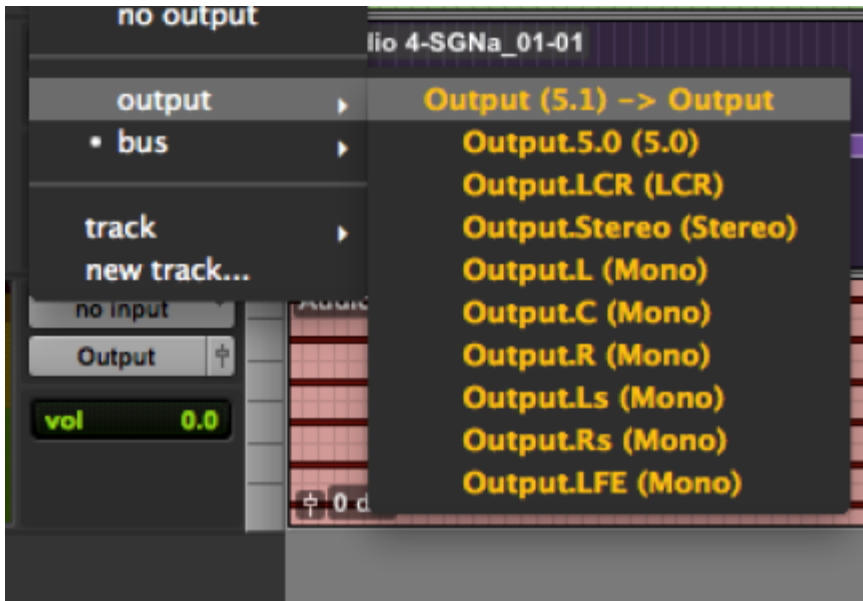 no output
lio 4-SGNa_01-01
output
Output (5.1) -> Output
• bus
Output.5.0 (5.0)
Output.LCR (LCR)
track
Output.Stereo (Stereo)
new track...
Output.L (Mono)
no input
Output.C (Mono)
Output
Output.R (Mono)
Output.Ls (Mono)
vol 0.0
Output.Rs (Mono)
Output.LFE (Mono)
0 d